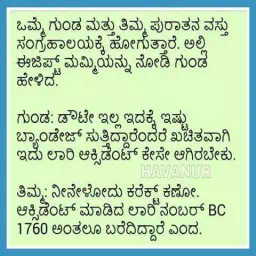 ಒಮ್ಮೆ ಗುಂಡ ಮತ್ತು ತಿಮ್ಮ ಪುರಾತನ ವಸ್ತು
ಸಂಗ್ರಹಾಲಯಕ್ಕೆ ಹೋಗುತ್ತಾರೆ. ಅಲ್ಲಿ
ಈಜಿಪ್ಟ್ ಮಮ್ಮಿಯನ್ನು ನೋಡಿ ಗುಂಡ
ಹೇಳಿದ.
ಗುಂಡ: ಡೌಟೇ ಇಲ್ಲ ಇದಕ್ಕೆ ಇಷ್ಟು
ಬ್ಯಾಂಡೇಜ್ ಸುತ್ತಿದ್ದಾರೆಂದರೆ ಖಚಿತವಾಗಿ
HAVANUR
ಇದು ಲಾರಿ ಆಕ್ಸಿಡೆಂಟ್ ಕೇಸೇ ಆಗಿರಬೇಕು.
ತಿಮ್ಮ: ನೀನೇಳೋದು ಕರೆಕ್ಟ್ ಕಣೋ.
ಆಕ್ಸಿಡೆಂಟ್ ಮಾಡಿದ ಲಾರಿ ನಂಬರ್ BC
1760 ಅಂತಲೂ ಬರೆದಿದ್ದಾರೆ ಎಂದ.